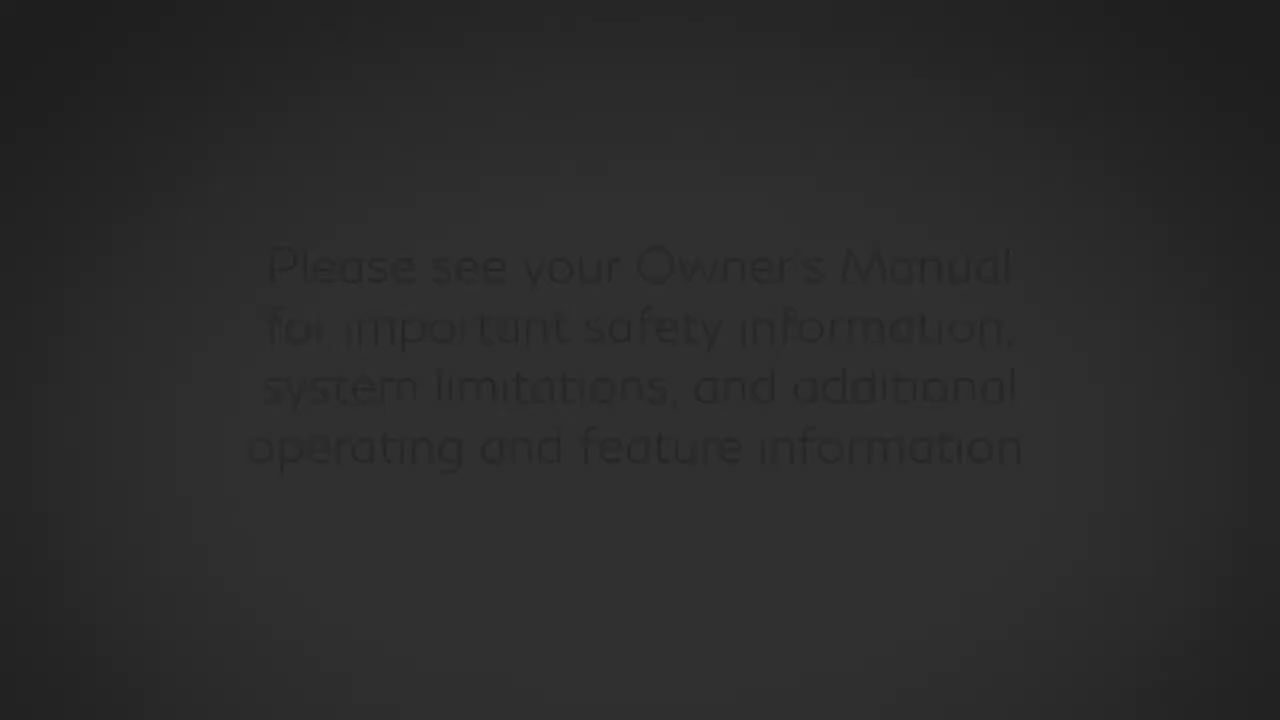 Please see your Owner's Manual
for important safety information,
system limitations, and additional
operating and feature information